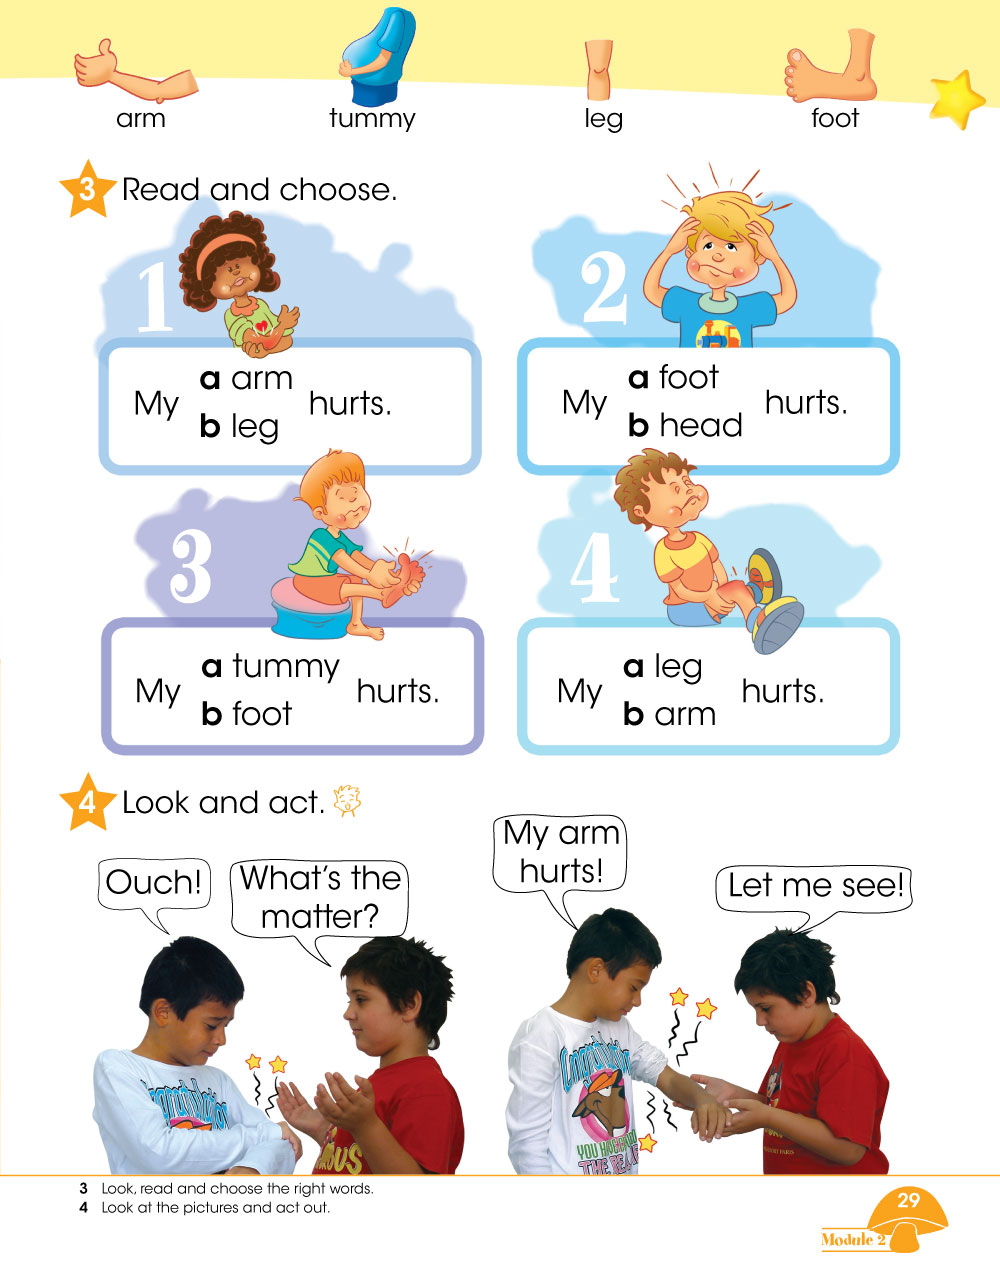 arm
tummy
leg
foot
3 Read and choose.
1
My
a arm
b leg
hurts.
2
My
a foot
b head
hurts.
3
My
a tummy
b foot
hurts.
4
My
a leg
b arm
hurts.
4 Look and act.
Ouch!
What's the
matter?
My arm
hurts!
Let me see!
3 Look, read and choose the right words.
4 Look at the pictures and act out.
29
Module 2